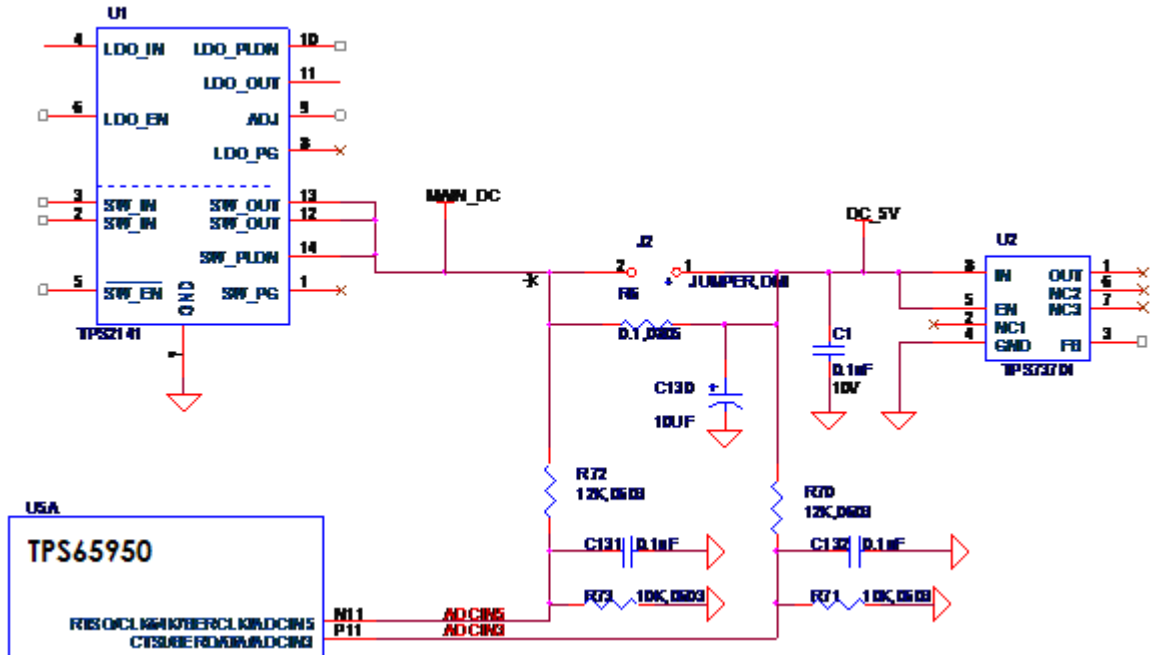 U1
4
LDO_IN
LDO_PLDN
10
LDO_OUT
11
6
LDO_EN
ADJ
9
LDO_PG
8
3
SW_IN
SW_OUT
13
2
SW_IN
SW_OUT
12
SW_PLDN
14
5
SW_EN
SW_PG
1
GND
TPS2141
7
MAIN_DC
*
J2
2
1
JUMPER,DNI
R6
0.1,0805
DC_5V
U2
8
IN
OUT
1
NC2
6
5
EN
NC3
7
2
NC1
4
GND
FB
3
TPS73701
C1
0.1uF
10V
C130
+
10UF
R72
12K,0603
R70
12K,0603
C131
0.1uF
C132
0.1uF
R73
10K,0603
R71
10K,0603
U5A
TPS65950
N11
ADCIN5
P11
ADCIN3